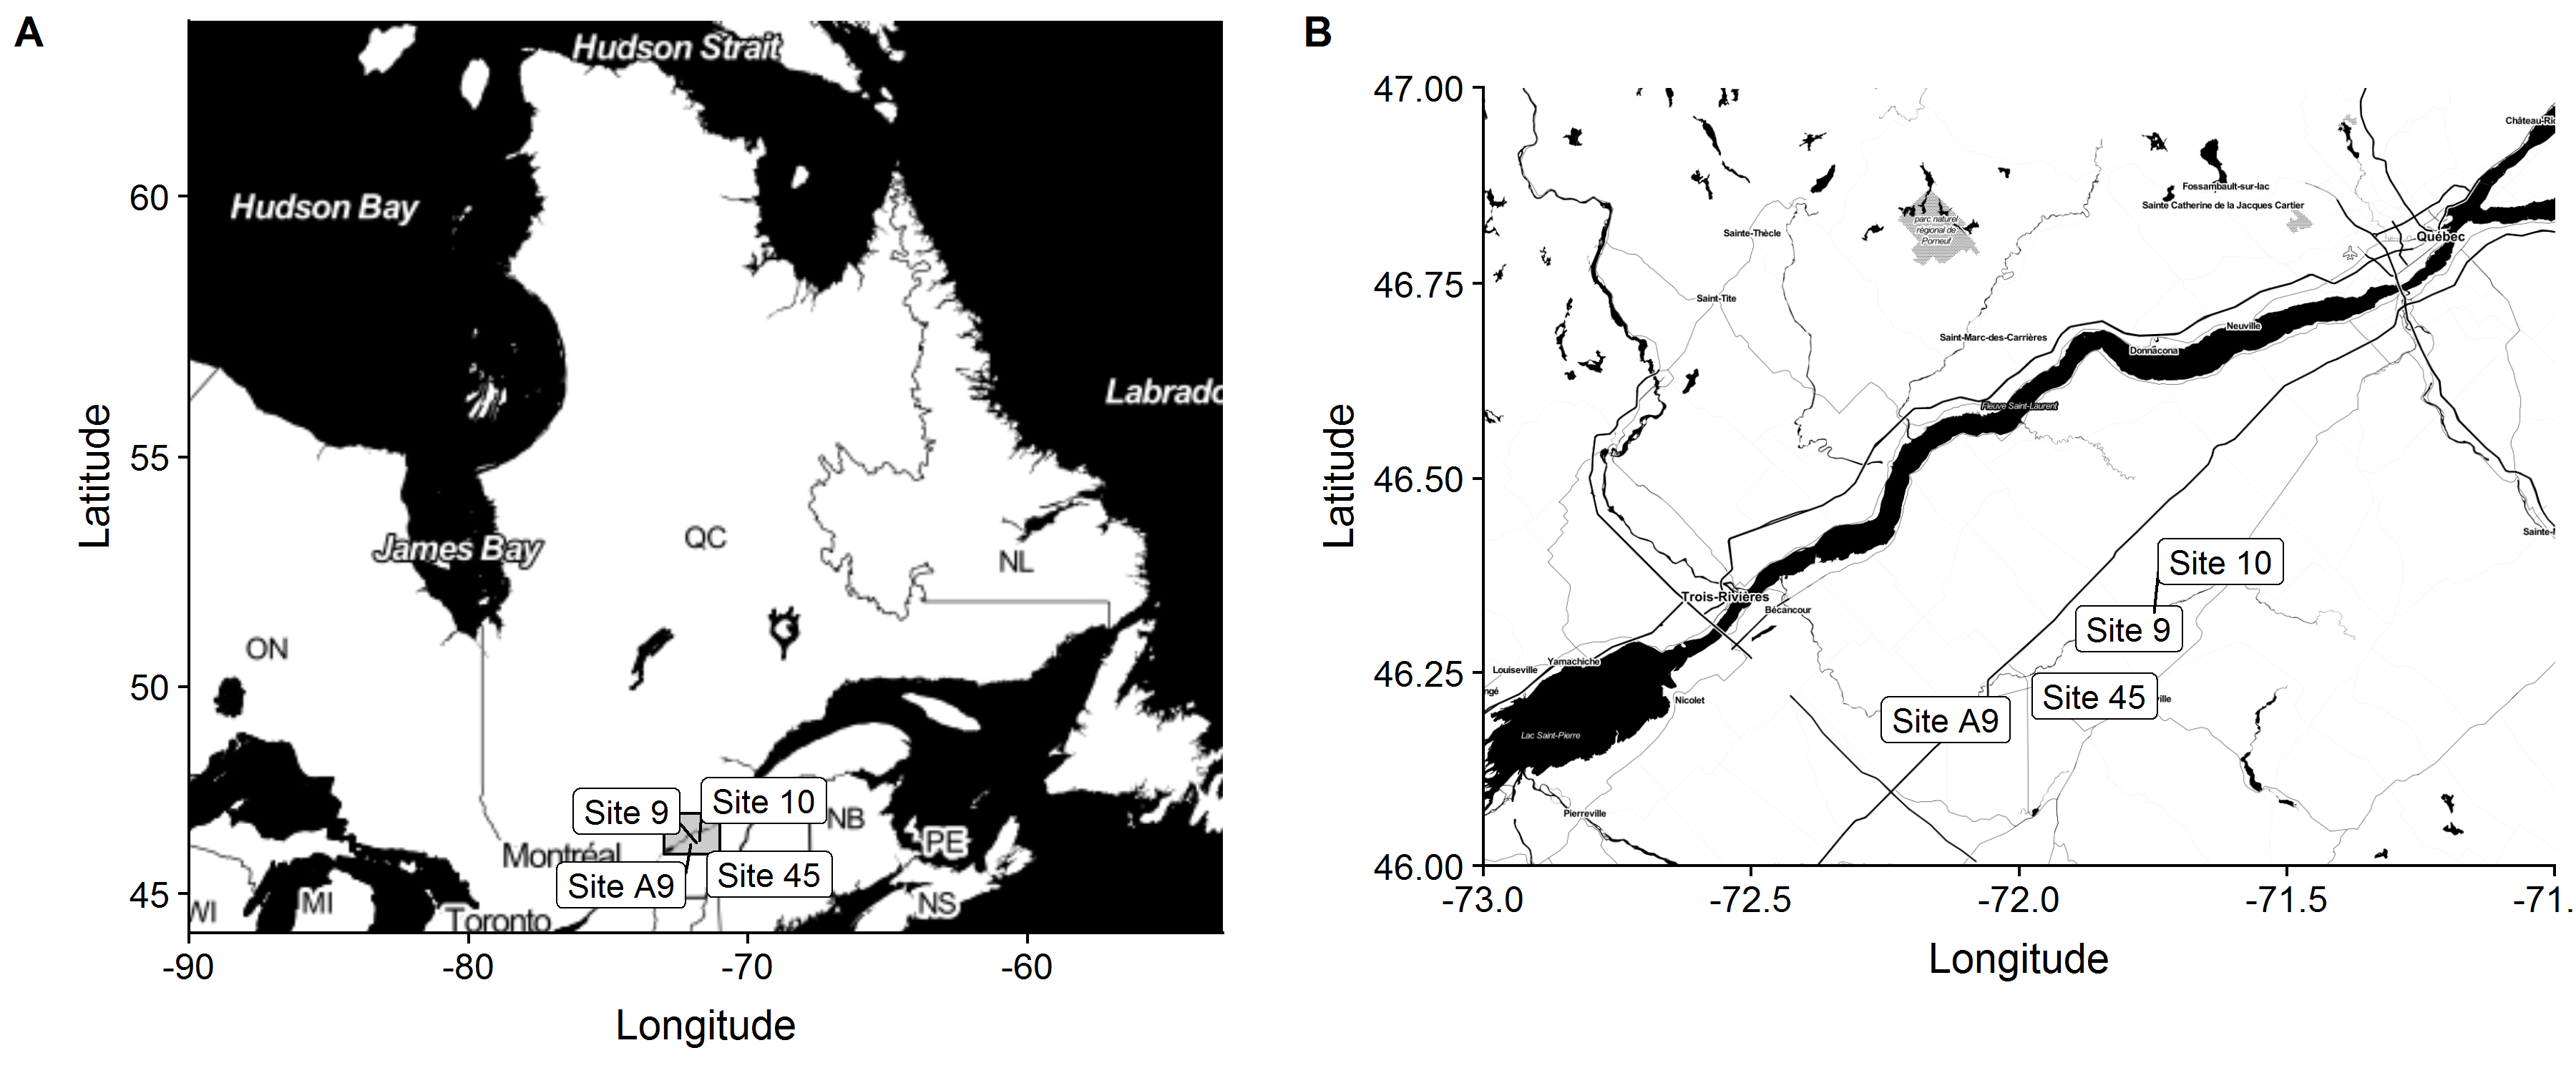 A
Hudson Strait
Hudson Bay
Labrado
James Bay
QC
NL
ON
Site 9
Site 10
NB
Montréal
PE
Site A9
Site 45
WI
MI
Toronto
NS
60
55
50
45
-90
-80
-70
-60
Latitude
Longitude
B
47.00
46.75
46.50
46.25
46.00
-73.0
-72.5
-72.0
-71.5
-71.
Latitude
Longitude
Château-Ric
Fossambault-sur-lac
Sainte Catherine de la Jacques Cartier
parc naturel
régional de
Porneuf
Sainte-Thècle
Québec
Saint-Tite
Neuville
Saint-Marc-des-Carrières
Donnacona
Fleuve Saint-Laurent
Sainte-
Site 10
Trois-Rivières
Bécancour
Site 9
Yamachiche
Louiseville
ngé
Nicolet
Site 45
ville
Site A9
Lac Saint-Pierre
Pierreville